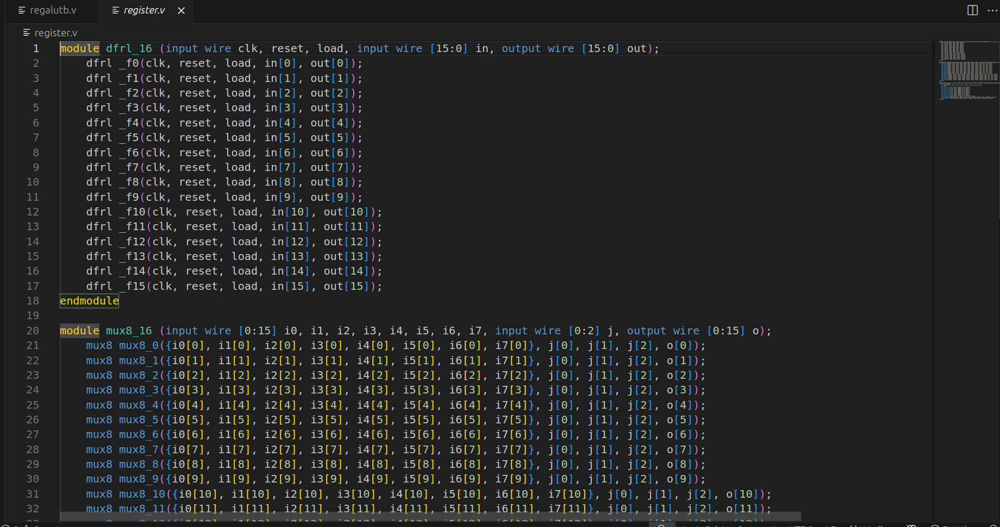 regalutb.v register.v
register.v
1 module dfrl_16 (input wire clk, reset, load, input wire [15:0] in, output wire [15:0] out);
2 dfrl _f0(clk, reset, load, in[0], out[0]);
3 dfrl _f1(clk, reset, load, in[1], out[1]);
4 dfrl _f2(clk, reset, load, in[2], out[2]);
5 dfrl _f3(clk, reset, load, in[3], out[3]);
6 dfrl _f4(clk, reset, load, in[4], out[4]);
7 dfrl _f5(clk, reset, load, in[5], out[5]);
8 dfrl _f6(clk, reset, load, in[6], out[6]);
9 dfrl _f7(clk, reset, load, in[7], out[7]);
10 dfrl _f8(clk, reset, load, in[8], out[8]);
11 dfrl _f9(clk, reset, load, in[9], out[9]);
12 dfrl _f10(clk, reset, load, in[10], out[10]);
13 dfrl _f11(clk, reset, load, in[11], out[11]);
14 dfrl _f12(clk, reset, load, in[12], out[12]);
15 dfrl _f13(clk, reset, load, in[13], out[13]);
16 dfrl _f14(clk, reset, load, in[14], out[14]);
17 dfrl _f15(clk, reset, load, in[15], out[15]);
18 endmodule
19
20 module mux8_16 (input wire [0:15] i0, i1, i2, i3, i4, i5, i6, i7, input wire [0:2] j, output wire [0:15] o);
21 mux8 mux8_0({i0[0], i1[0], i2[0], i3[0], i4[0], i5[0], i6[0], i7[0]}, j[0], j[1], j[2], o[0]);
22 mux8 mux8_1({i0[1], i1[1], i2[1], i3[1], i4[1], i5[1], i6[1], i7[1]}, j[0], j[1], j[2], o[1]);
23 mux8 mux8_2({i0[2], i1[2], i2[2], i3[2], i4[2], i5[2], i6[2], i7[2]}, j[0], j[1], j[2], o[2]);
24 mux8 mux8_3({i0[3], i1[3], i2[3], i3[3], i4[3], i5[3], i6[3], i7[3]}, j[0], j[1], j[2], o[3]);
25 mux8 mux8_4({i0[4], i1[4], i2[4], i3[4], i4[4], i5[4], i6[4], i7[4]}, j[0], j[1], j[2], o[4]);
26 mux8 mux8_5({i0[5], i1[5], i2[5], i3[5], i4[5], i5[5], i6[5], i7[5]}, j[0], j[1], j[2], o[5]);
27 mux8 mux8_6({i0[6], i1[6], i2[6], i3[6], i4[6], i5[6], i6[6], i7[6]}, j[0], j[1], j[2], o[6]);
28 mux8 mux8_7({i0[7], i1[7], i2[7], i3[7], i4[7], i5[7], i6[7], i7[7]}, j[0], j[1], j[2], o[7]);
29 mux8 mux8_8({i0[8], i1[8], i2[8], i3[8], i4[8], i5[8], i6[8], i7[8]}, j[0], j[1], j[2], o[8]);
30 mux8 mux8_9({i0[9], i1[9], i2[9], i3[9], i4[9], i5[9], i6[9], i7[9]}, j[0], j[1], j[2], o[9]);
31 mux8 mux8_10({i0[10], i1[10], i2[10], i3[10], i4[10], i5[10], i6[10], i7[10]}, j[0], j[1], j[2], o[10]);
32 mux8 mux8_11({i0[11], i1[11], i2[11], i3[11], i4[11], i5[11], i6[11], i7[11]}, j[0], j[1], j[2], o[11]);